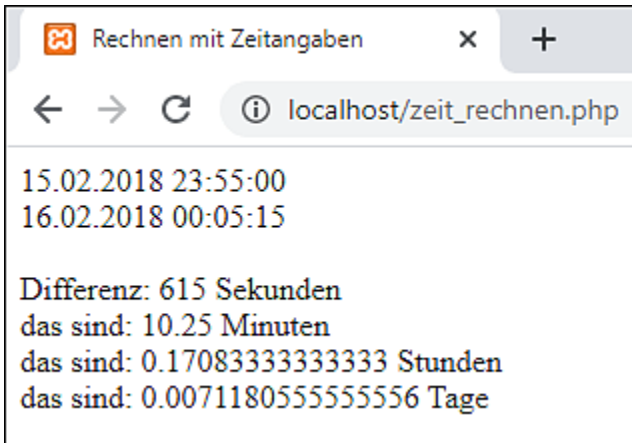 Rechnen mit Zeitangaben
localhost/zeit_rechnen.php
15.02.2018 23:55:00
16.02.2018 00:05:15
Differenz: 615 Sekunden
das sind: 10.25 Minuten
das sind: 0.17083333333333 Stunden
das sind: 0.0071180555555556 Tage